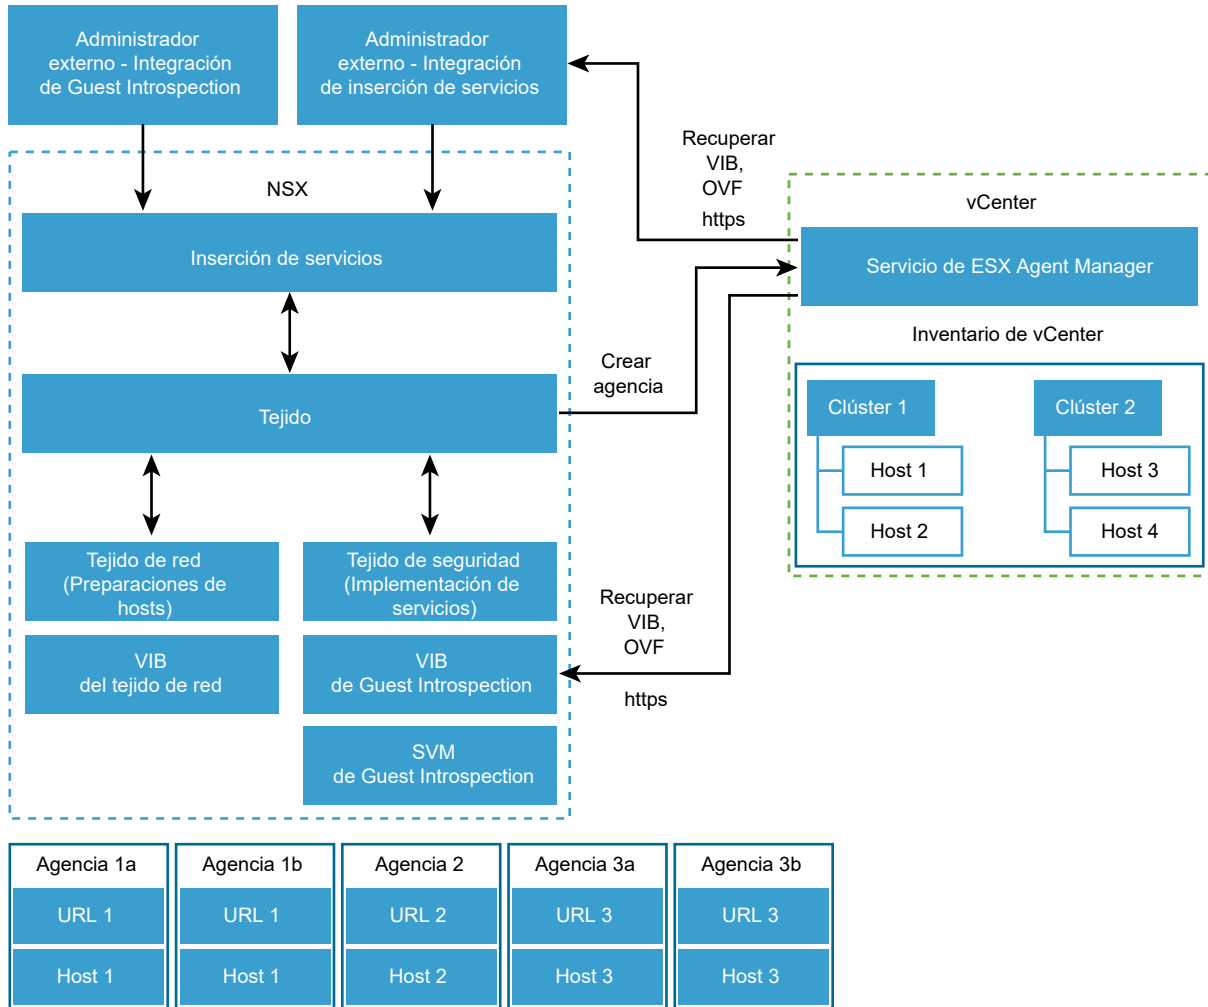 Administrador
externo - Integración
de Guest Introspection
Administrador
externo - Integración
de inserción de servicios
NSX
Inserción de servicios
Tejido
Tejido de red
(Preparaciones de
hosts)
Tejido de seguridad
(Implementación de
servicios)
VIB
del tejido de red
VIB
de Guest Introspection
SVM
de Guest Introspection
Recuperar
VIB,
OVF
https
Crear
agencia
Recuperar
VIB,
OVF
https
vCenter
Servicio de ESX Agent Manager
Inventario de vCenter
Clúster 1
Host 1
Host 2
Clúster 2
Host 3
Host 4
Agencia 1a
URL 1
Host 1
Agencia 1b
URL 1
Host 1
Agencia 2
URL 2
Host 2
Agencia 3a
URL 3
Host 3
Agencia 3b
URL 3
Host 3